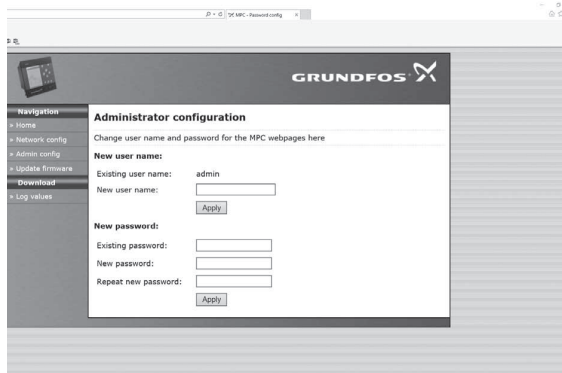 MPC - Password config
GRUNDFOS
Navigation
» Home
» Network config
» Admin config
» Update firmware
Download
» Log values
Administrator configuration
Change user name and password for the MPC webpages here
New user name:
Existing user name: admin
New user name:
Apply
New password:
Existing password:
New password:
Repeat new password:
Apply